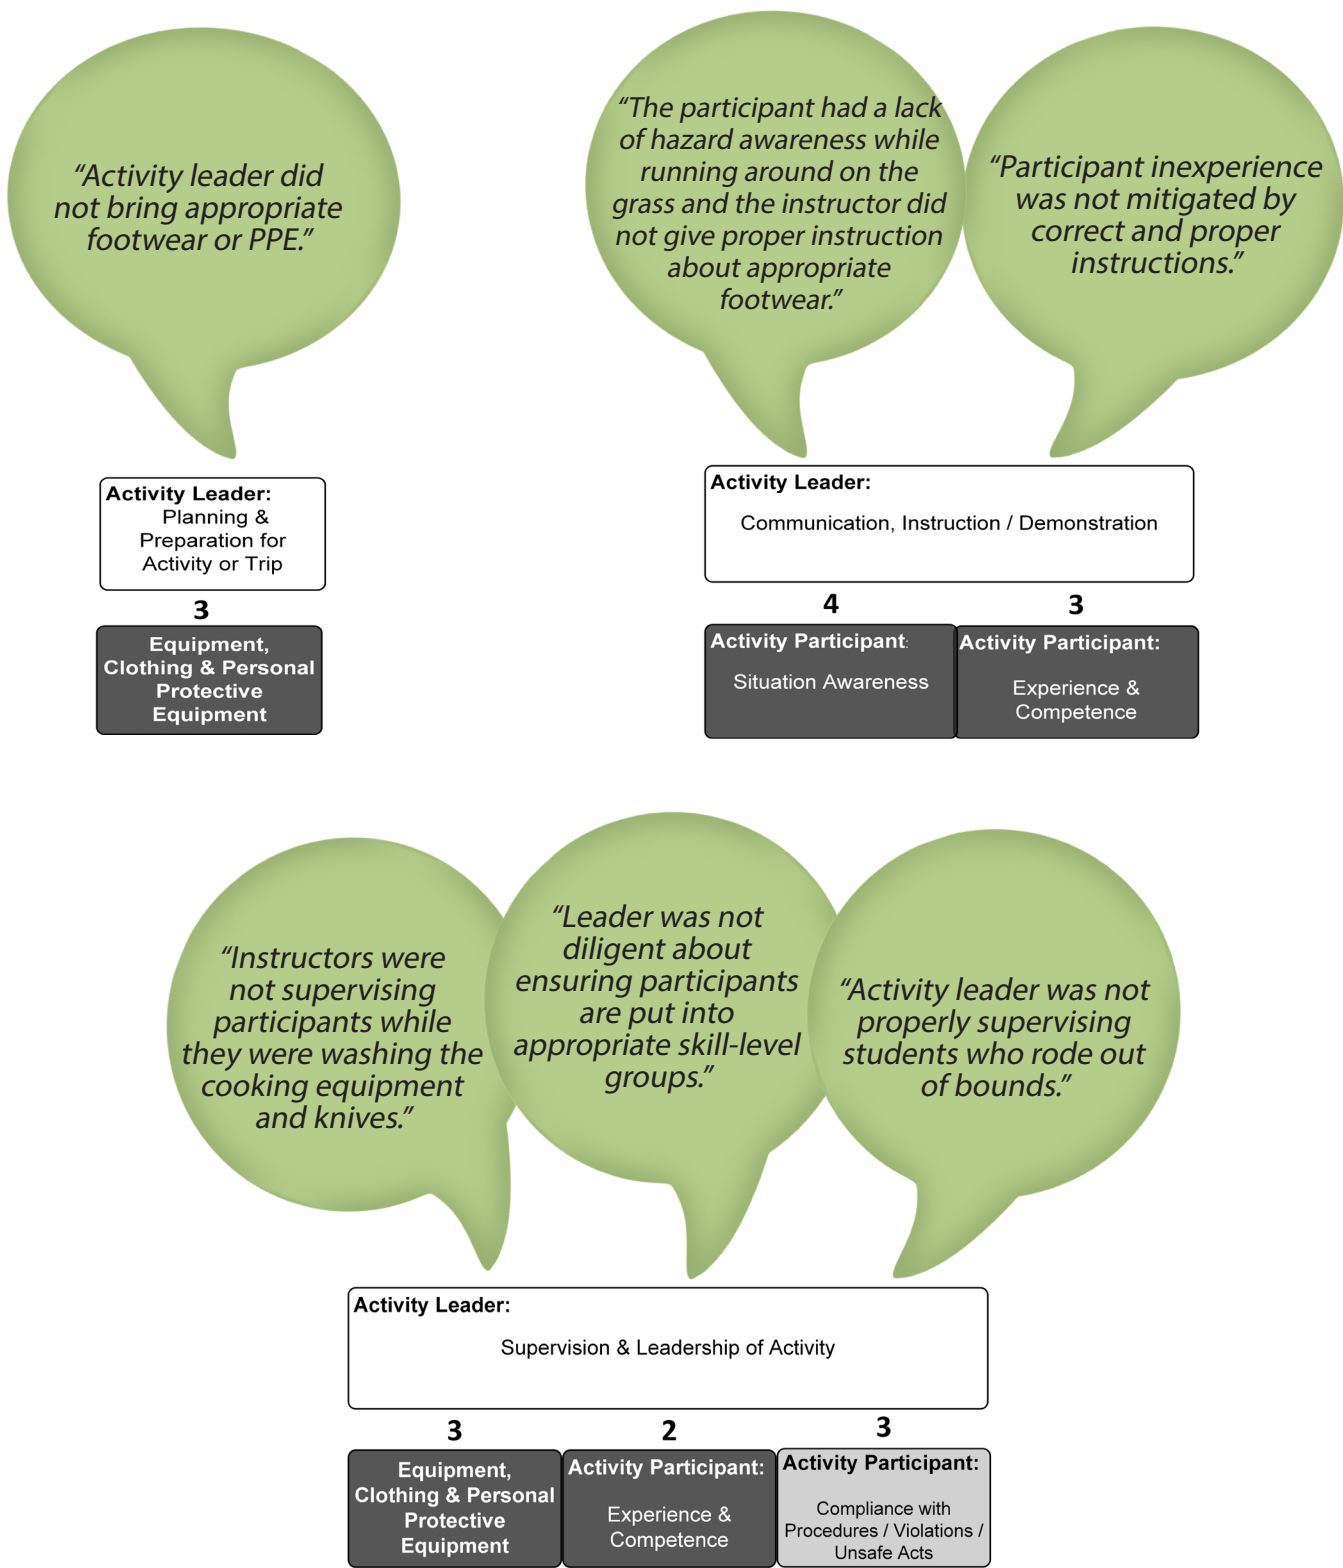 “Activity leader did
not bring appropriate
footwear or PPE.”
“The participant had a lack
of hazard awareness while
running around on the
grass and the instructor did
not give proper instruction
about appropriate
footwear.”
“Participant inexperience
was not mitigated by
correct and proper
instructions.”
Activity Leader:
Planning &
Preparation for
Activity or Trip
3
Equipment,
Clothing & Personal
Protective
Equipment
Activity Leader:
Communication, Instruction / Demonstration
4
3
Activity Participant:
Situation Awareness
Activity Participant:
Experience &
Competence
“Instructors were
not supervising
participants while
they were washing the
cooking equipment
and knives.”
“Leader was not
diligent about
ensuring participants
are put into
appropriate skill-level
groups.”
“Activity leader was not
properly supervising
students who rode out
of bounds.”
Activity Leader:
Supervision & Leadership of Activity
3
2
3
Equipment,
Clothing & Personal
Protective
Equipment
Activity Participant:
Experience &
Competence
Activity Participant:
Compliance with
Procedures / Violations /
Unsafe Acts